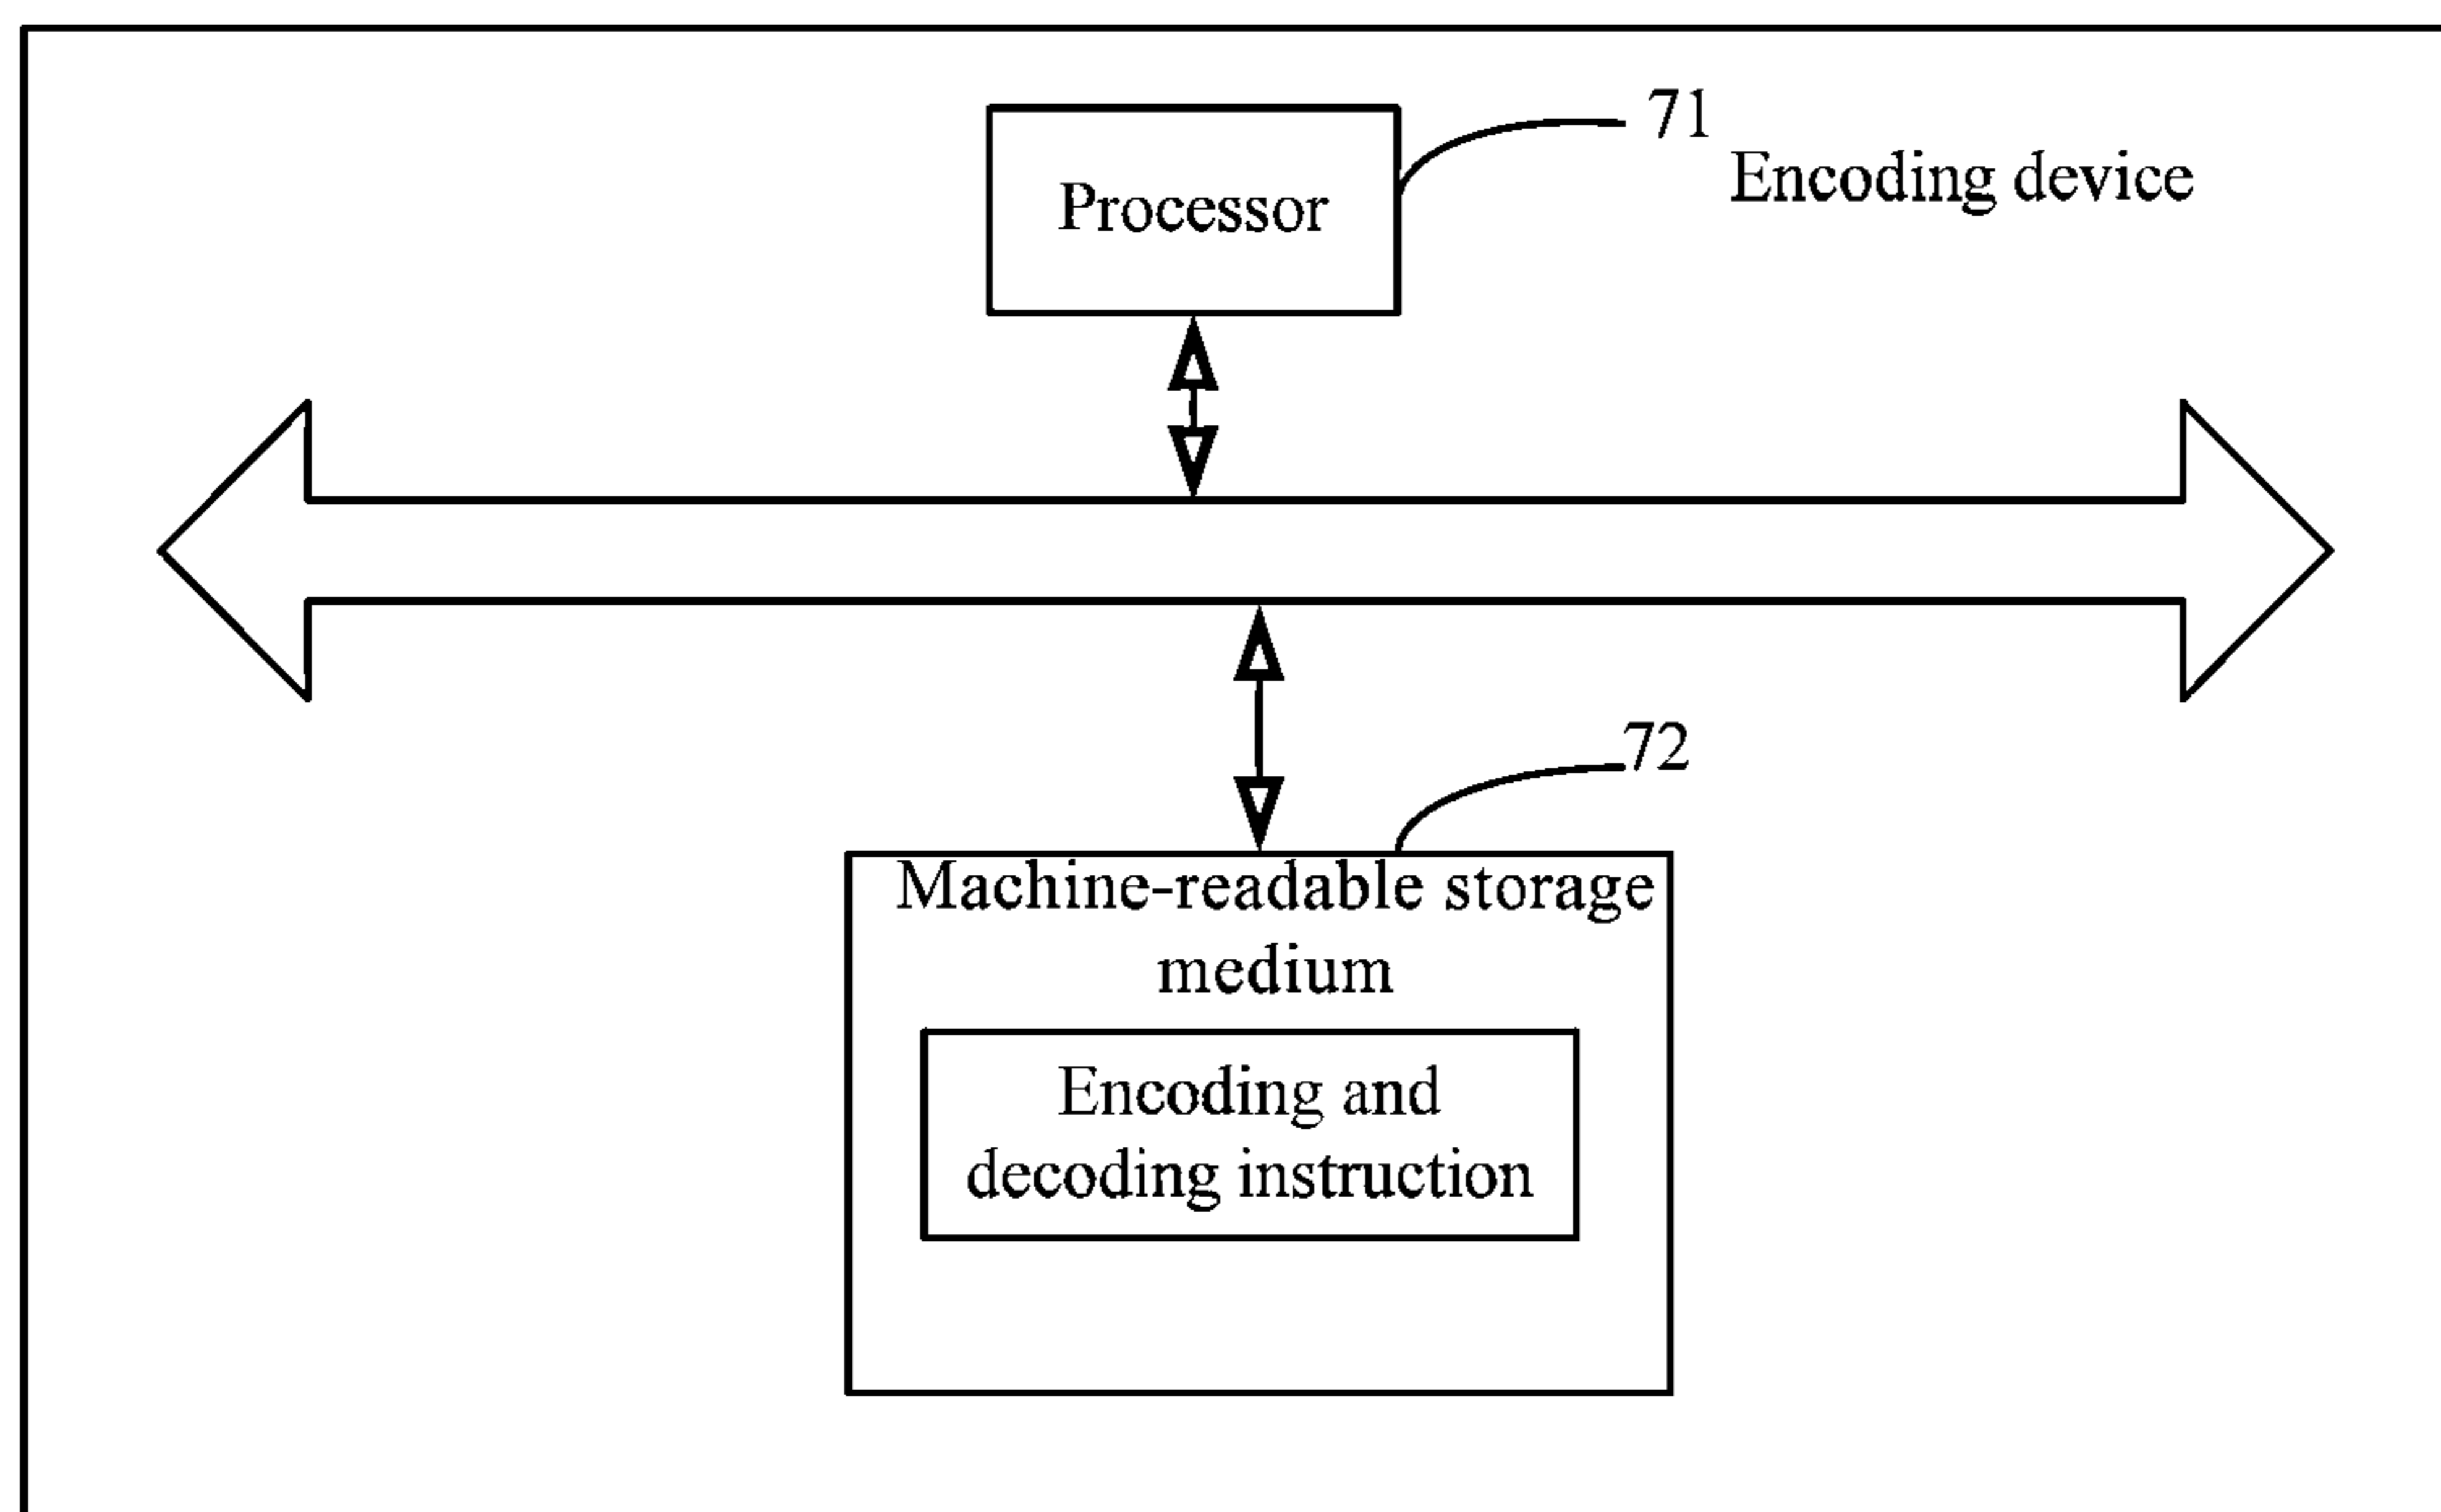 71
Encoding device
Processor
72
Machine-readable storage
medium
Encoding and
decoding instruction